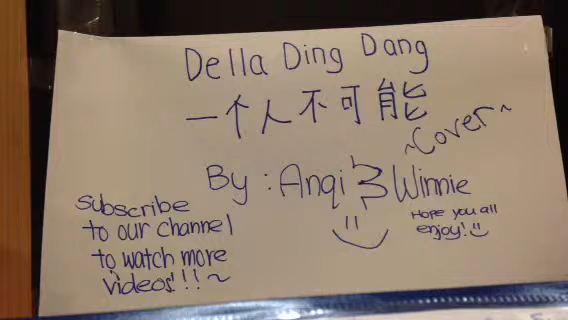 Della Ding Dang
一个人不可能
~Cover~
By : Anqi & Winnie
Subscribe
to our channel
to watch more
videos!!!~
Hope you all
enjoy!